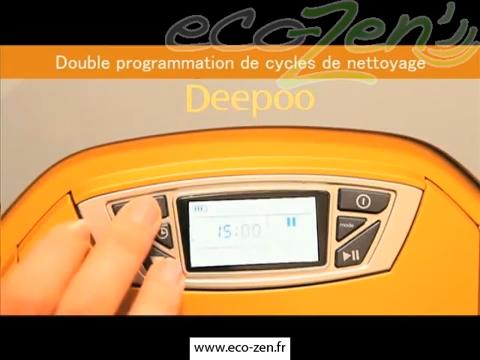 eco-Zen
Double programmation de cycles de nettoyage
Deepoo
15:00
mode
www.eco-zen.fr